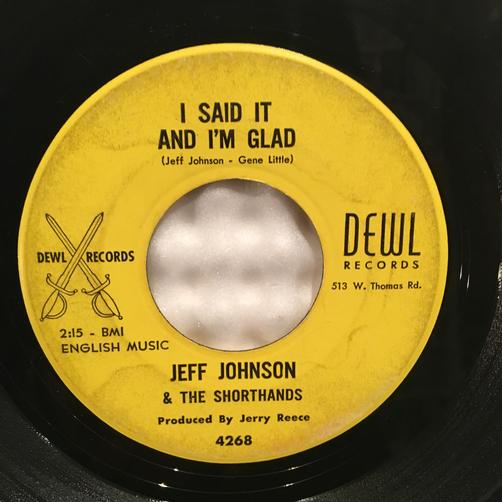 I SAID IT
AND I'M GLAD
(Jeff Johnson - Gene Little)
DEWL RECORDS
2:15 - BMI
ENGLISH MUSIC
DEWL
RECORDS
513 W. Thomas Rd.
JEFF JOHNSON
& THE SHORTHANDS
Produced By Jerry Reece
4268